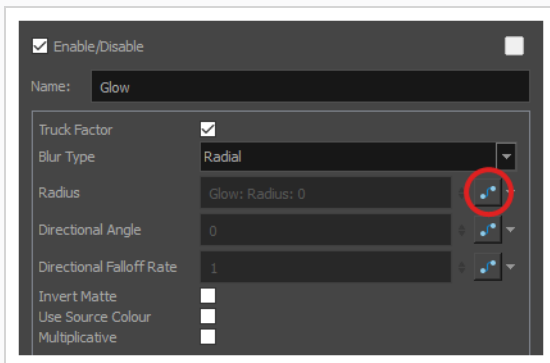 Enable/Disable
Name: Glow
Truck Factor
Blur Type Radial
Radius Glow: Radius: 0
Directional Angle 0
Directional Falloff Rate 1
Invert Matte
Use Source Colour
Multiplicative